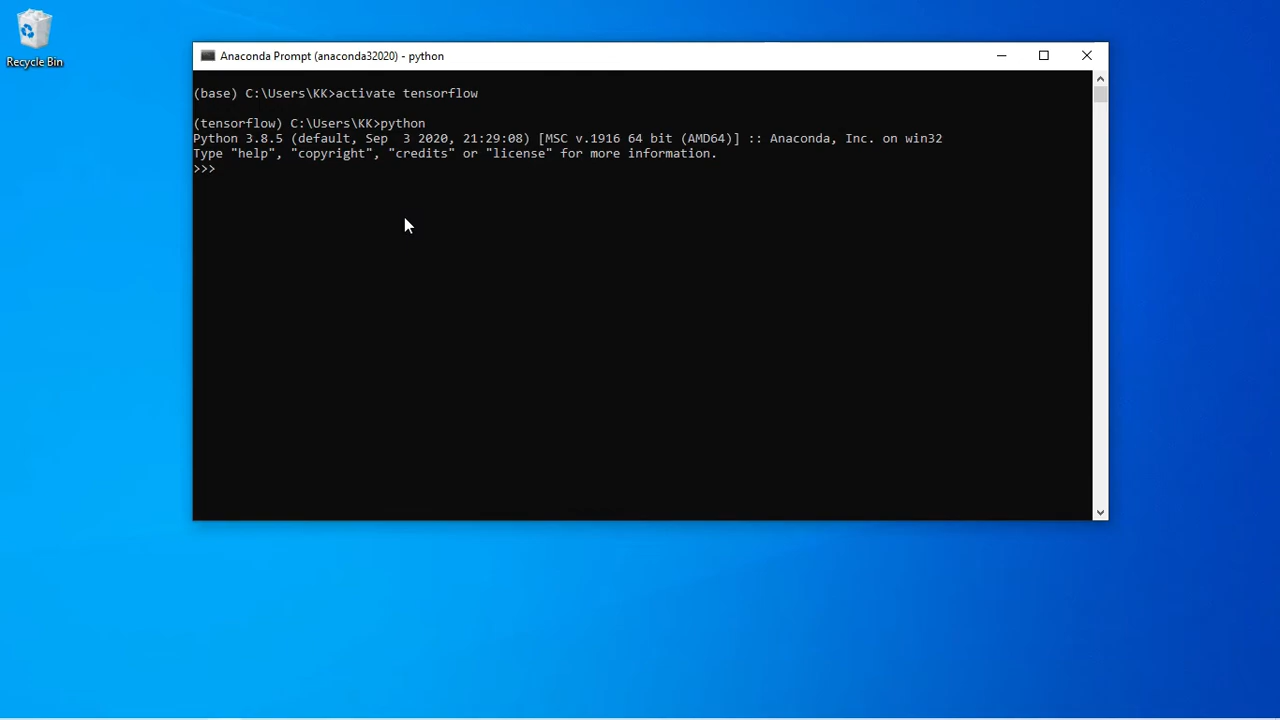 Recycle Bin
Anaconda Prompt (anaconda32020) - python
(base) C:\Users\KK>activate tensorflow
(tensorflow) C:\Users\KK>python
Python 3.8.5 (default, Sep  3 2020, 21:29:08) [MSC v.1916 64 bit (AMD64)] :: Anaconda, Inc. on win32
Type "help", "copyright", "credits" or "license" for more information.
>>>